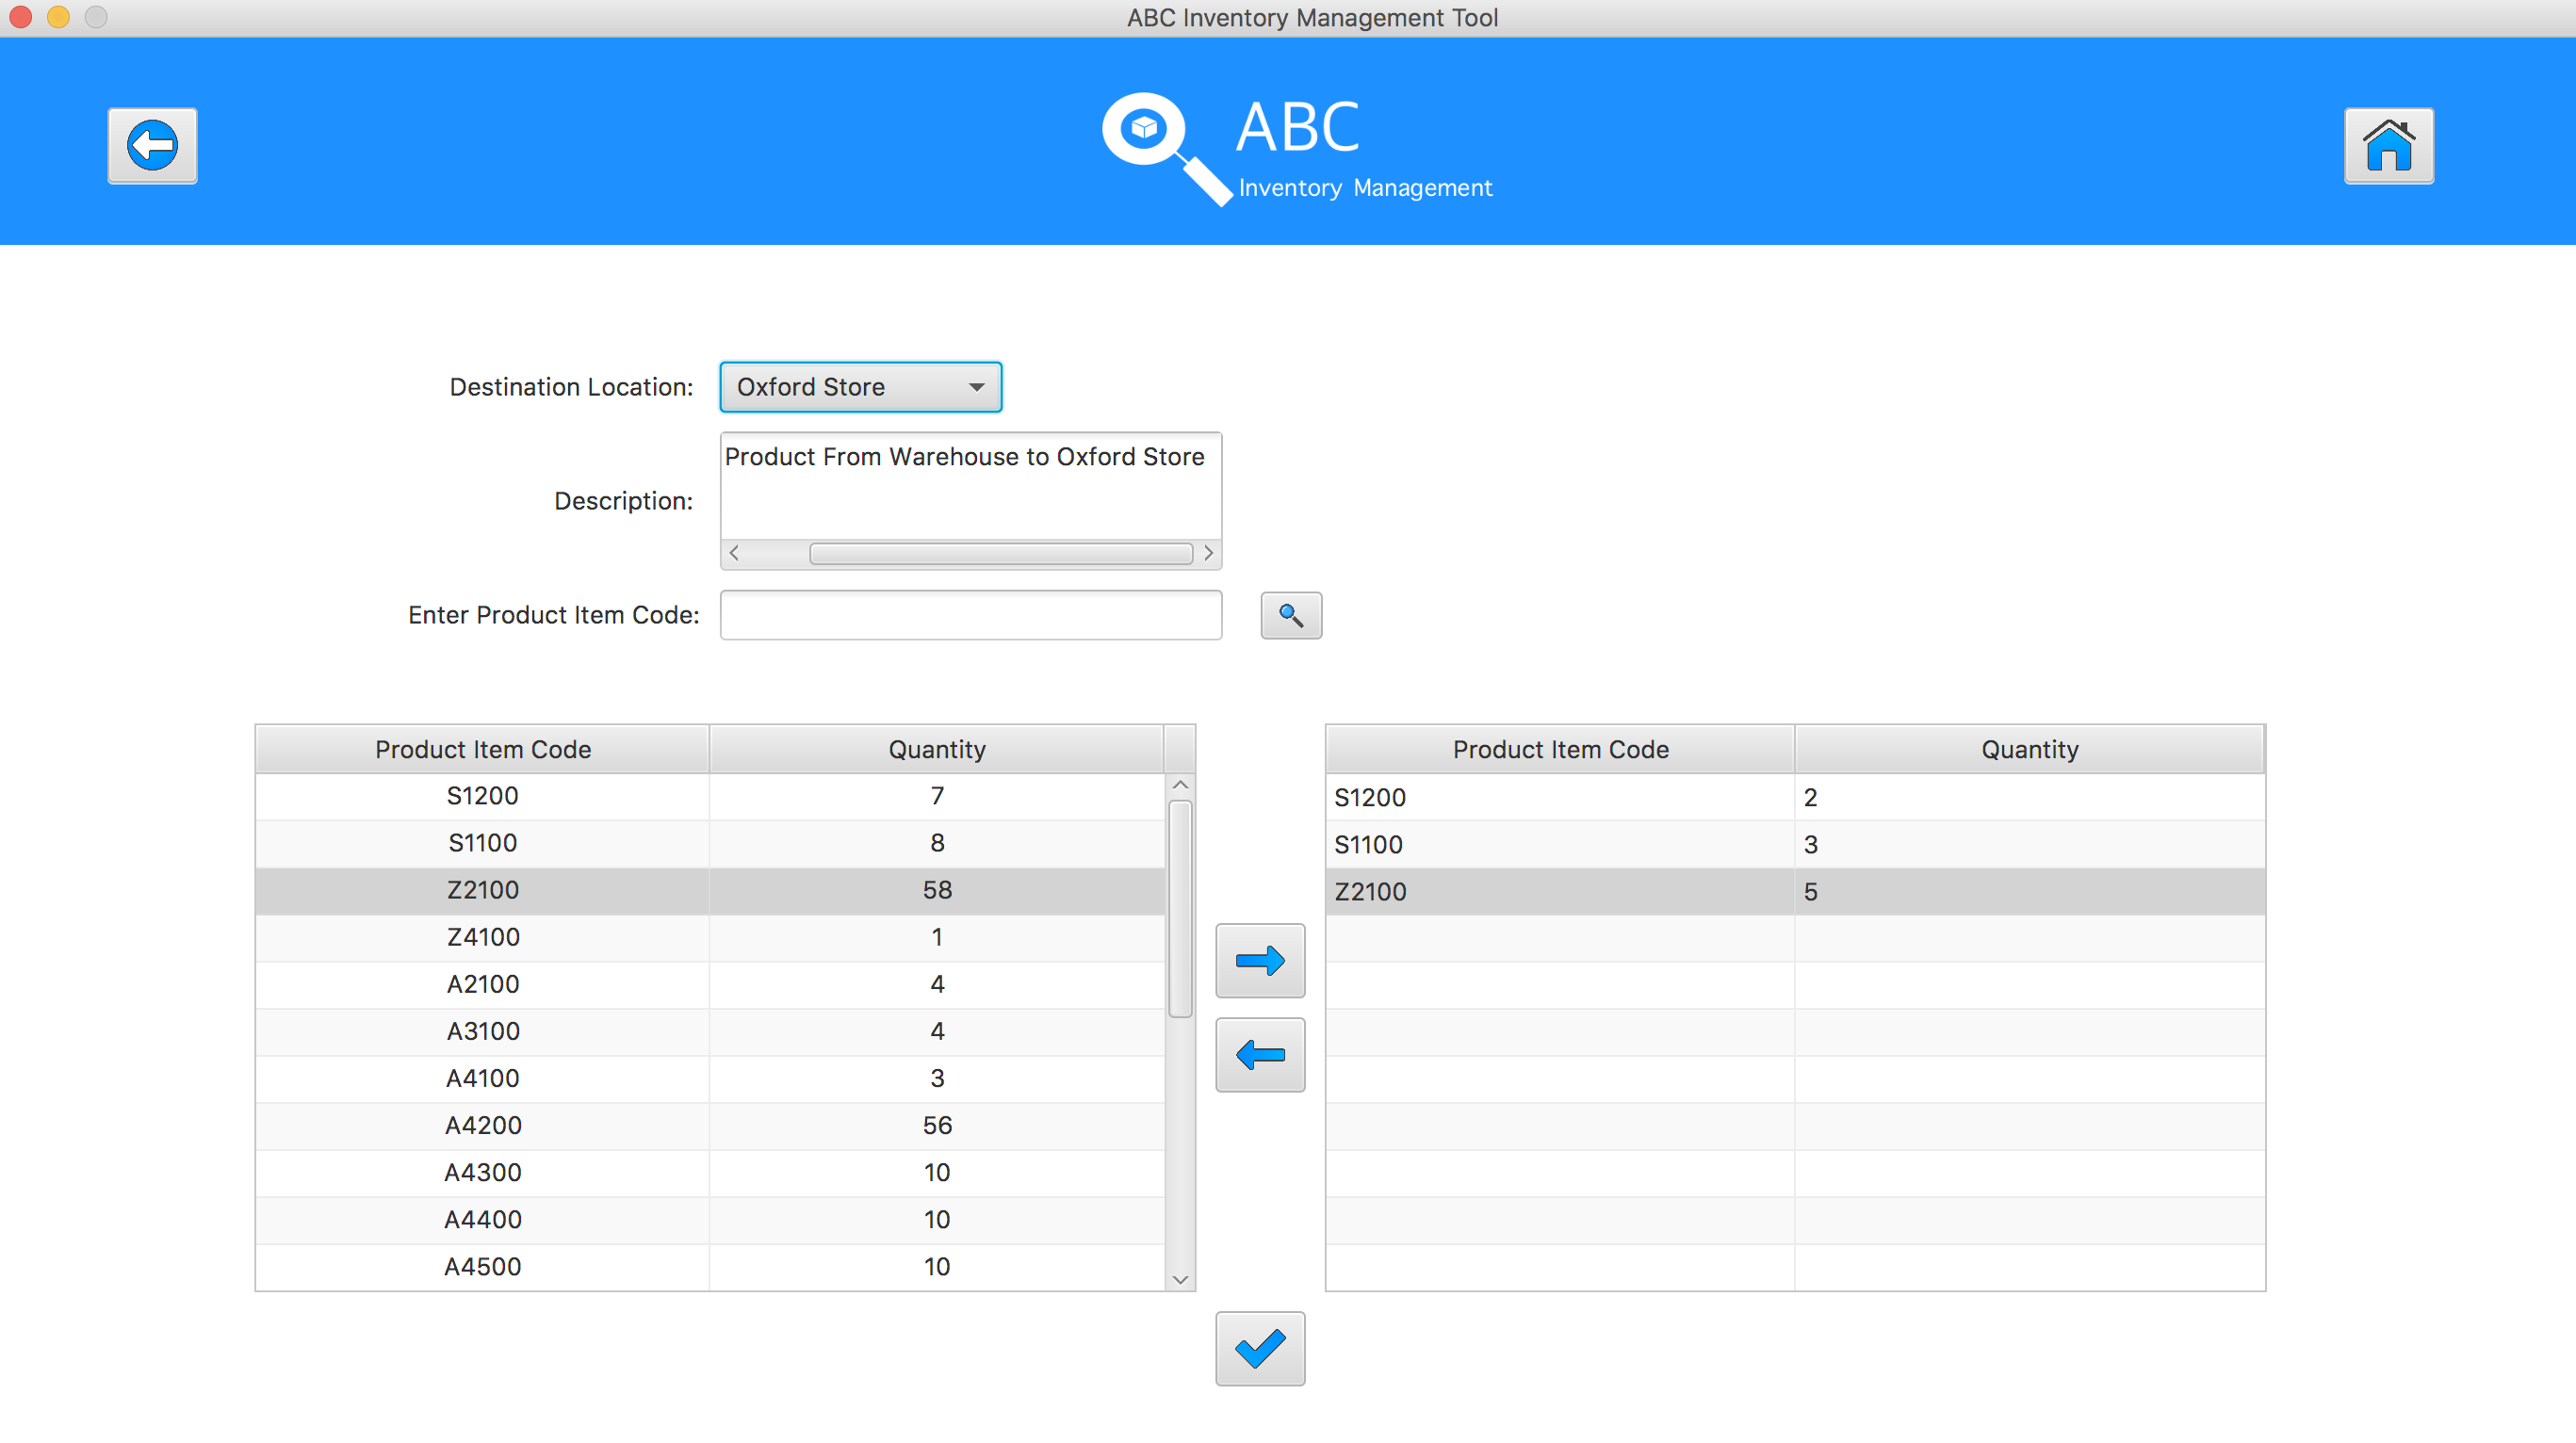 ABC Inventory Management Tool
ABC
Inventory Management
Destination Location: Oxford Store
Description: Product From Warehouse to Oxford Store
Enter Product Item Code:
Product Item Code Quantity
S1200 7
S1100 8
Z2100 58
Z4100 1
A2100 4
A3100 4
A4100 3
A4200 56
A4300 10
A4400 10
A4500 10
Product Item Code Quantity
S1200 2
S1100 3
Z2100 5